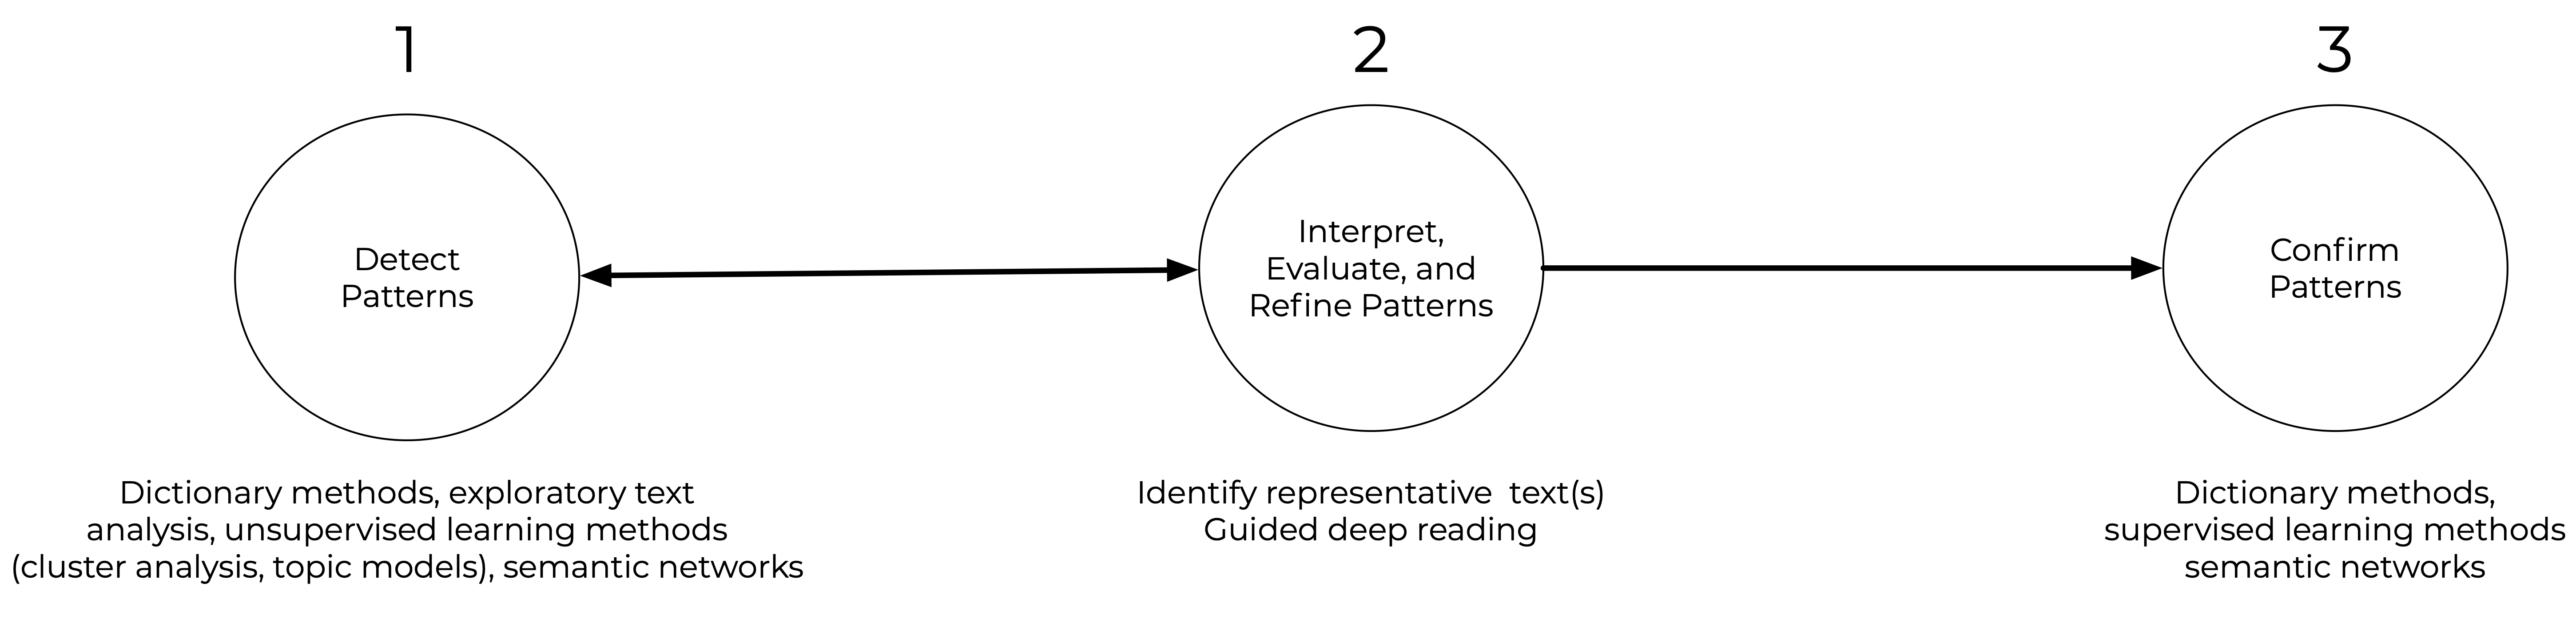 1
Detect
Patterns
Dictionary methods, exploratory text
analysis, unsupervised learning methods
(cluster analysis, topic models), semantic networks
2
Interpret,
Evaluate, and
Refine Patterns
Identify representative  text(s)
Guided deep reading
3
Confirm
Patterns
Dictionary methods,
supervised learning methods
semantic networks